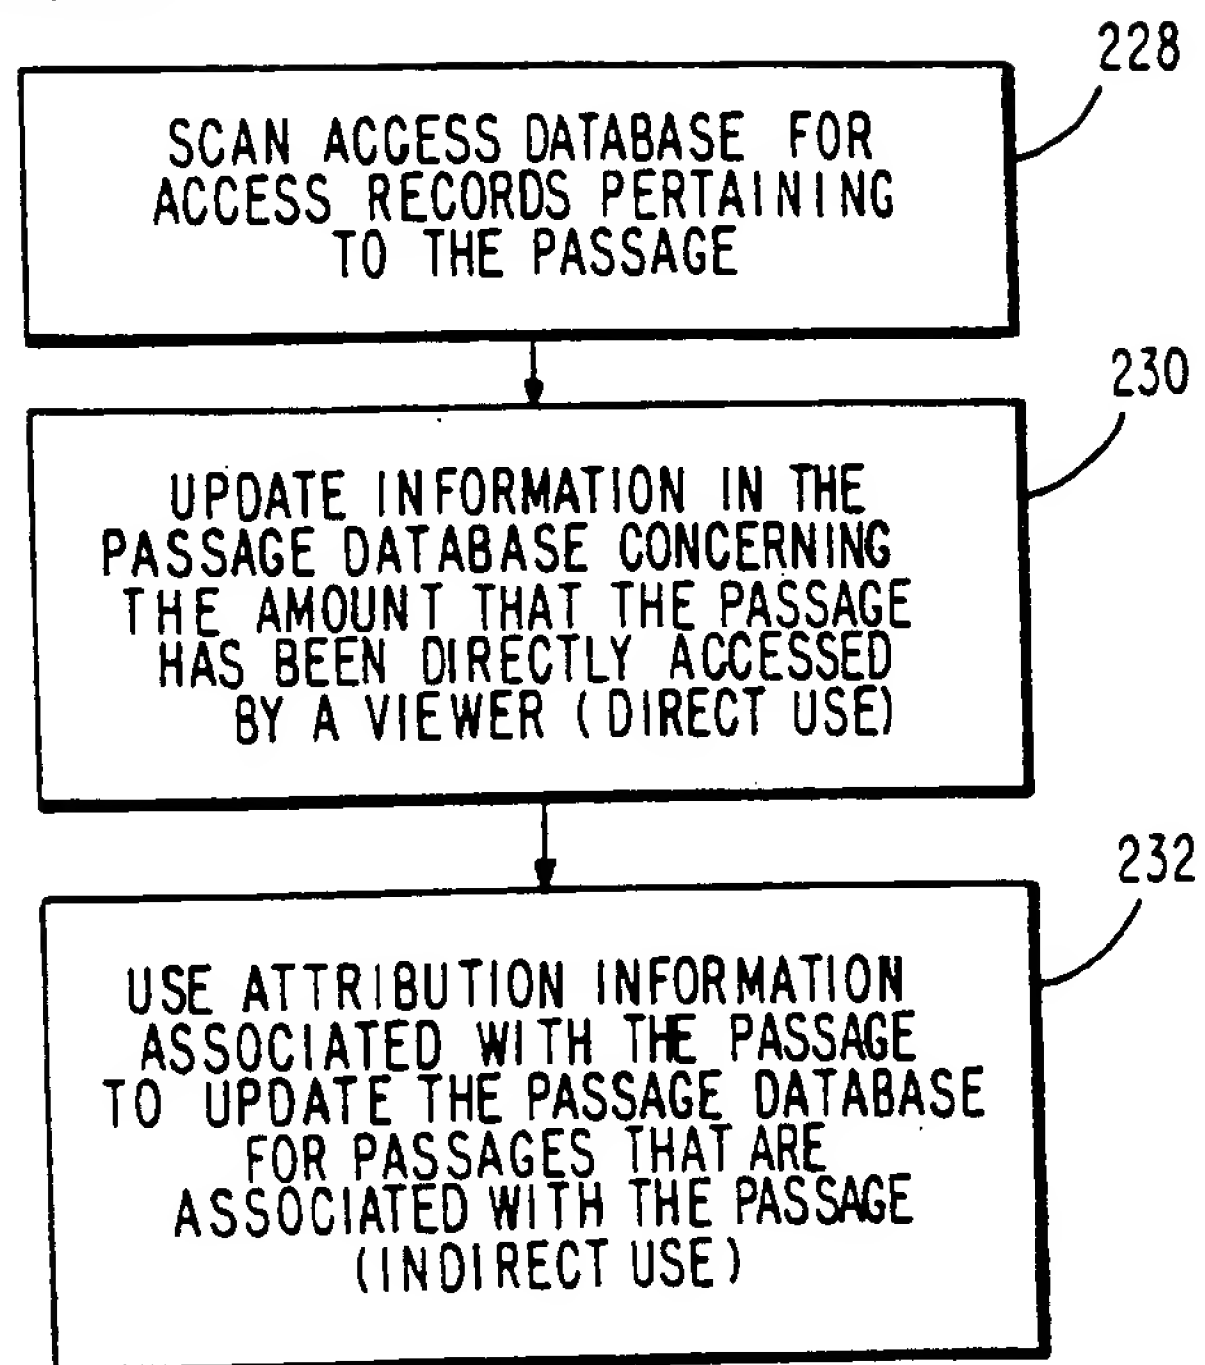 228
SCAN ACCESS DATABASE FOR
ACCESS RECORDS PERTAINING
TO THE PASSAGE
230
UPDATE INFORMATION IN THE
PASSAGE DATABASE CONCERNING
THE AMOUNT THAT THE PASSAGE
HAS BEEN DIRECTLY ACCESSED
BY A VIEWER (DIRECT USE)
232
USE ATTRIBUTION INFORMATION
ASSOCIATED WITH THE PASSAGE
TO UPDATE THE PASSAGE DATABASE
FOR PASSAGES THAT ARE
ASSOCIATED WITH THE PASSAGE
(INDIRECT USE)